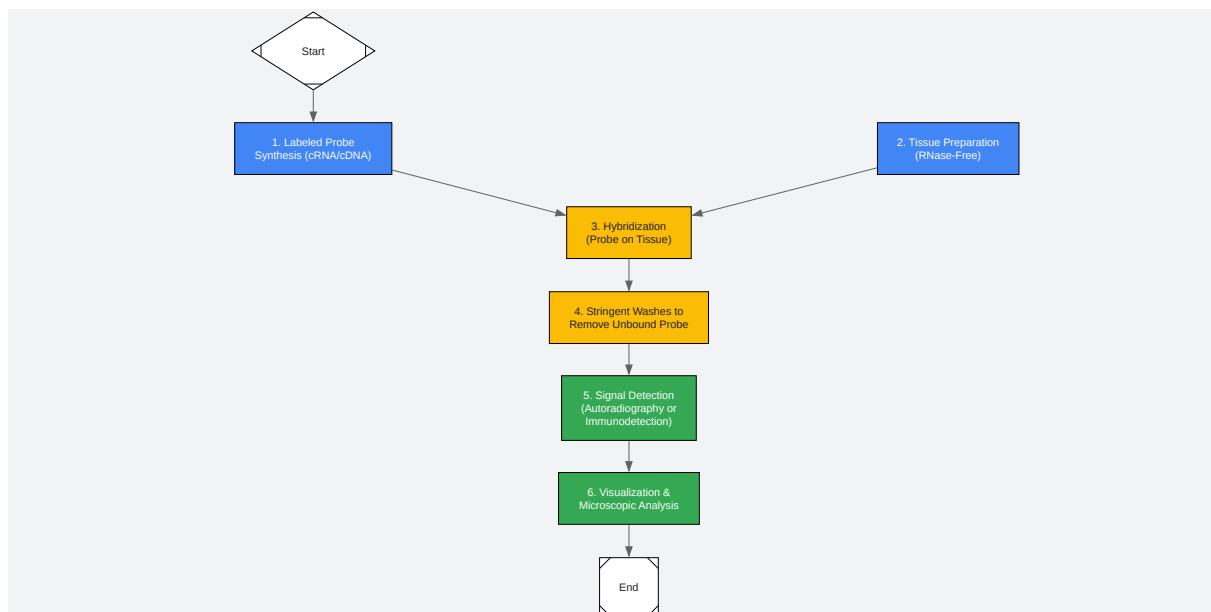 Start
1. Labeled Probe
Synthesis (cRNA/cDNA)
2. Tissue Preparation
(RNase-Free)
3. Hybridization
(Probe on Tissue)
4. Stringent Washes to
Remove Unbound Probe
5. Signal Detection
(Autoradiography or
Immunodetection)
6. Visualization &
Microscopic Analysis
End